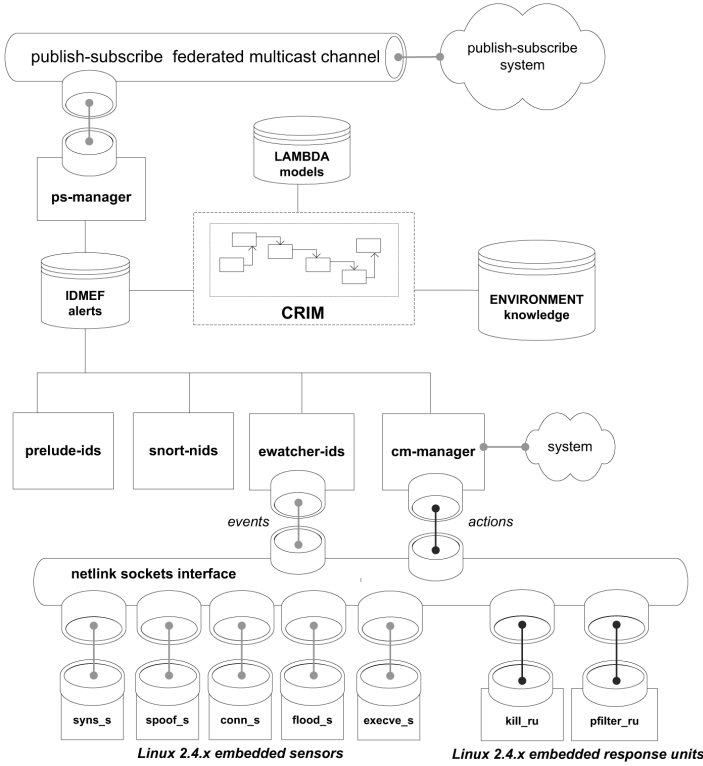 publish-subscribe federated multicast channel
publish-subscribe
system
LAMBDA
models
ps-manager
IDMEF
alerts
CRIM
ENVIRONMENT
knowledge
prelude-ids
snort-nids
ewatcher-ids
cm-manager
system
events
actions
netlink sockets interface
syns_s
spoof_s
conn_s
flood_s
execve_s
kill_ru
pfilter_ru
Linux 2.4.x embedded sensors
Linux 2.4.x embedded response units